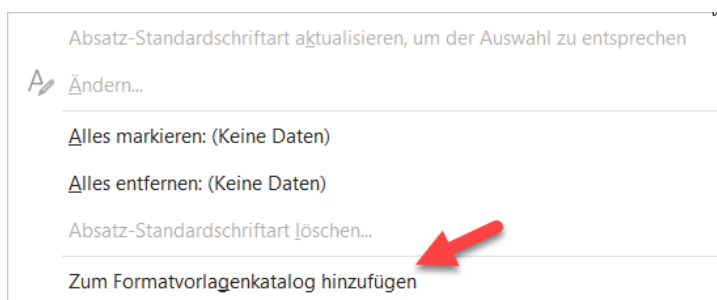 Absatz-Standardschriftart aktualisieren, um der Auswahl zu entsprechen
Ändern...
Alles markieren: (Keine Daten)
Alles entfernen: (Keine Daten)
Absatz-Standardschriftart löschen...
Zum Formatvorlagenkatalog hinzufügen